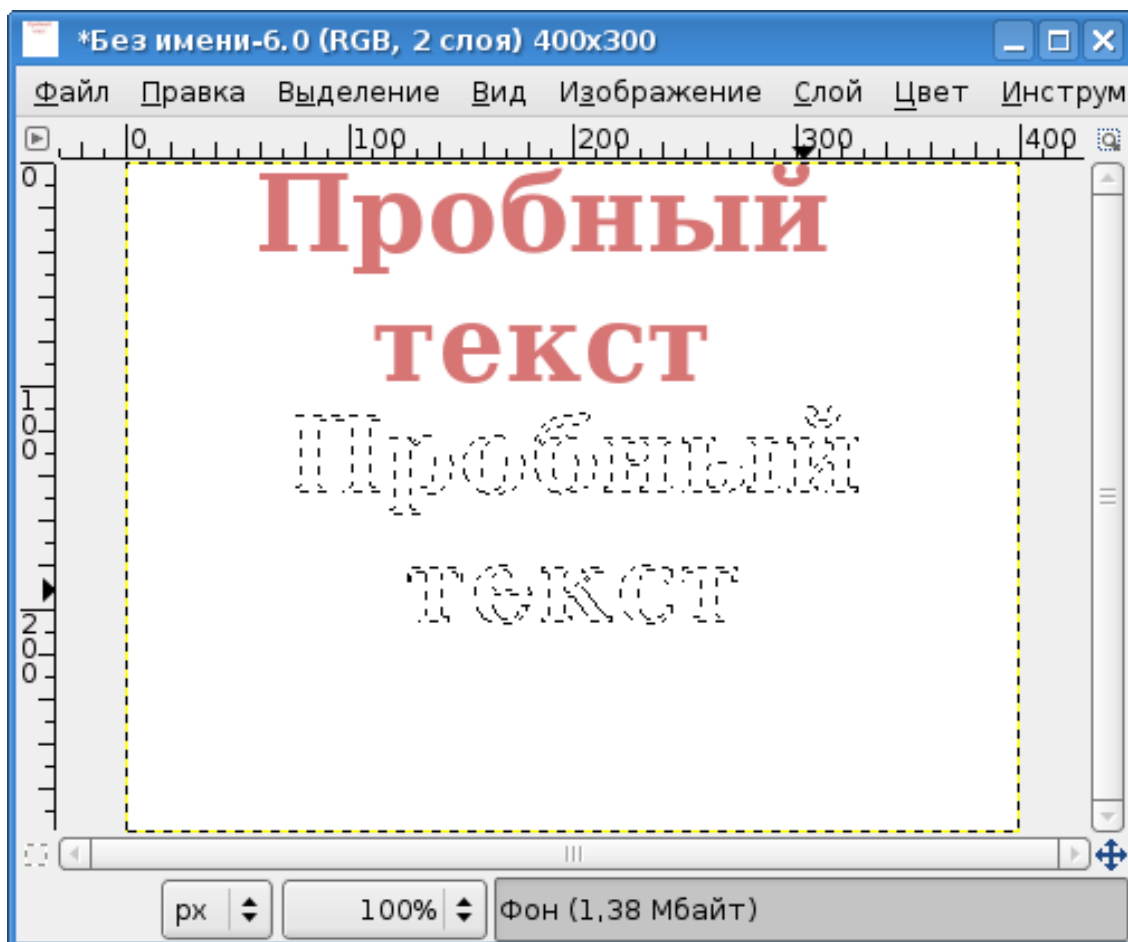 *Без имени-6.0 (RGB, 2 слоя) 400x300
Файл Правка Выделение Вид Изображение Слой Цвет Инструм
0 100 200 300 400
0
100
200
Пробный
текст
Пробный
текст
px 100% Фон (1,38 Мбайт)